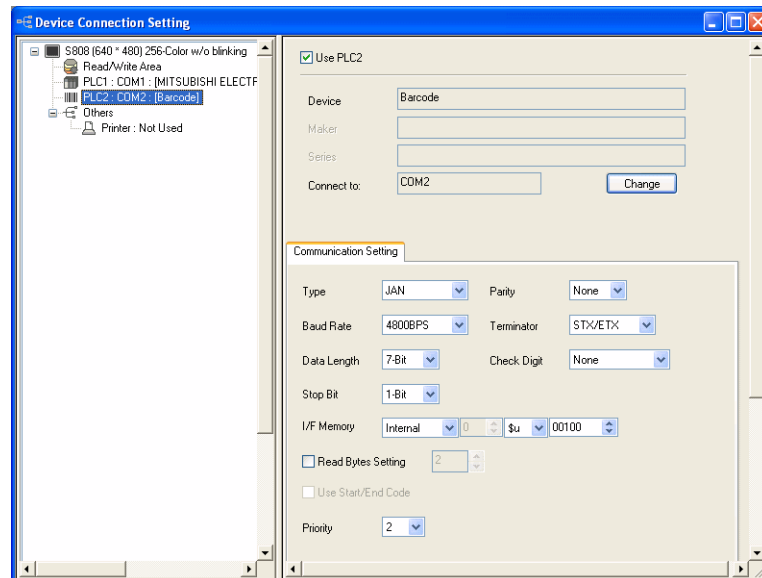 Device Connection Setting
S808 (640 * 480) 256-Color w/o blinking
Read/Write Area
PLC1 : COM1 : [MITSUBISHI ELECTF
PLC2 : COM2 : [Barcode]
Others
Printer : Not Used
Use PLC2
Device Barcode
Maker
Series
Connect to: COM2 Change
Communication Setting
Type JAN Parity None
Baud Rate 4800BPS Terminator STX/ETX
Data Length 7-Bit Check Digit None
Stop Bit 1-Bit
I/F Memory Internal 0 $u 00100
Read Bytes Setting 2
Use Start/End Code
Priority 2